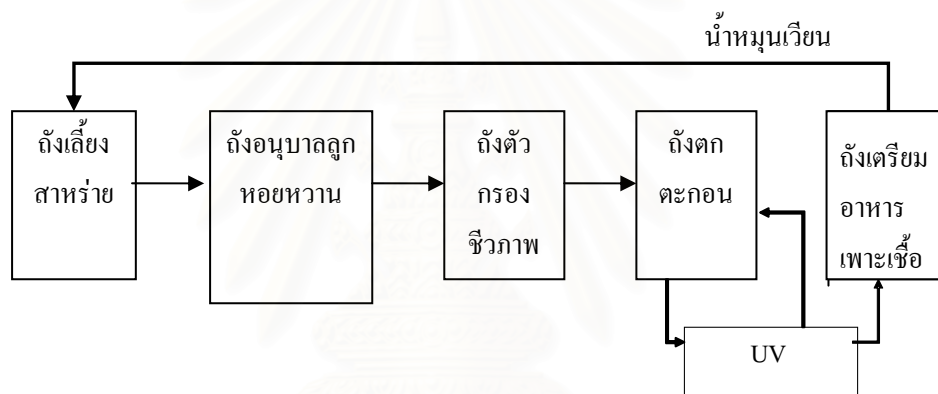 น้ำหมุนเวียน
ถังเลี้ยง
สาหร่าย
ถังอนุบาลลูก
หอยหวาน
ถังตัว
กรอง
ชีวภาพ
ถังตก
ตะกอน
ถังเตรียม
อาหาร
เพาะเชื้อ
UV